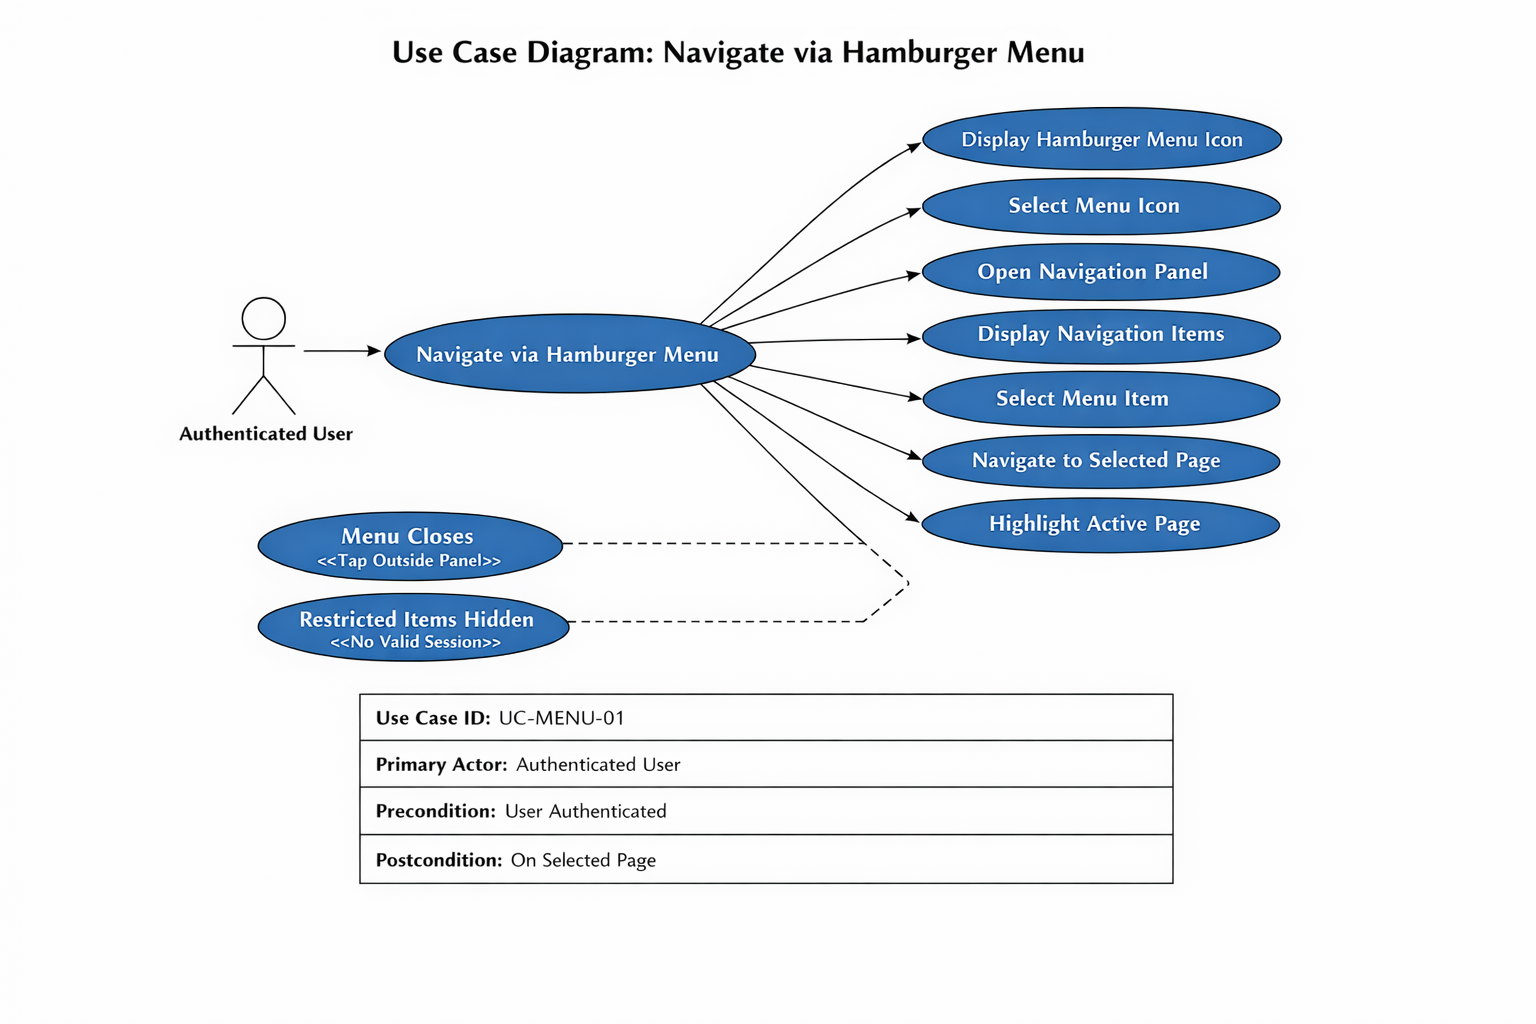 Use Case Diagram: Navigate via Hamburger Menu
Display Hamburger Menu Icon
Select Menu Icon
Open Navigation Panel
Display Navigation Items
Select Menu Item
Navigate to Selected Page
Highlight Active Page
Navigate via Hamburger Menu
Authenticated User
Menu Closes
<<Tap Outside Panel>>
Restricted Items Hidden
<<No Valid Session>>
Use Case ID: UC-MENU-01
Primary Actor: Authenticated User
Precondition: User Authenticated
Postcondition: On Selected Page